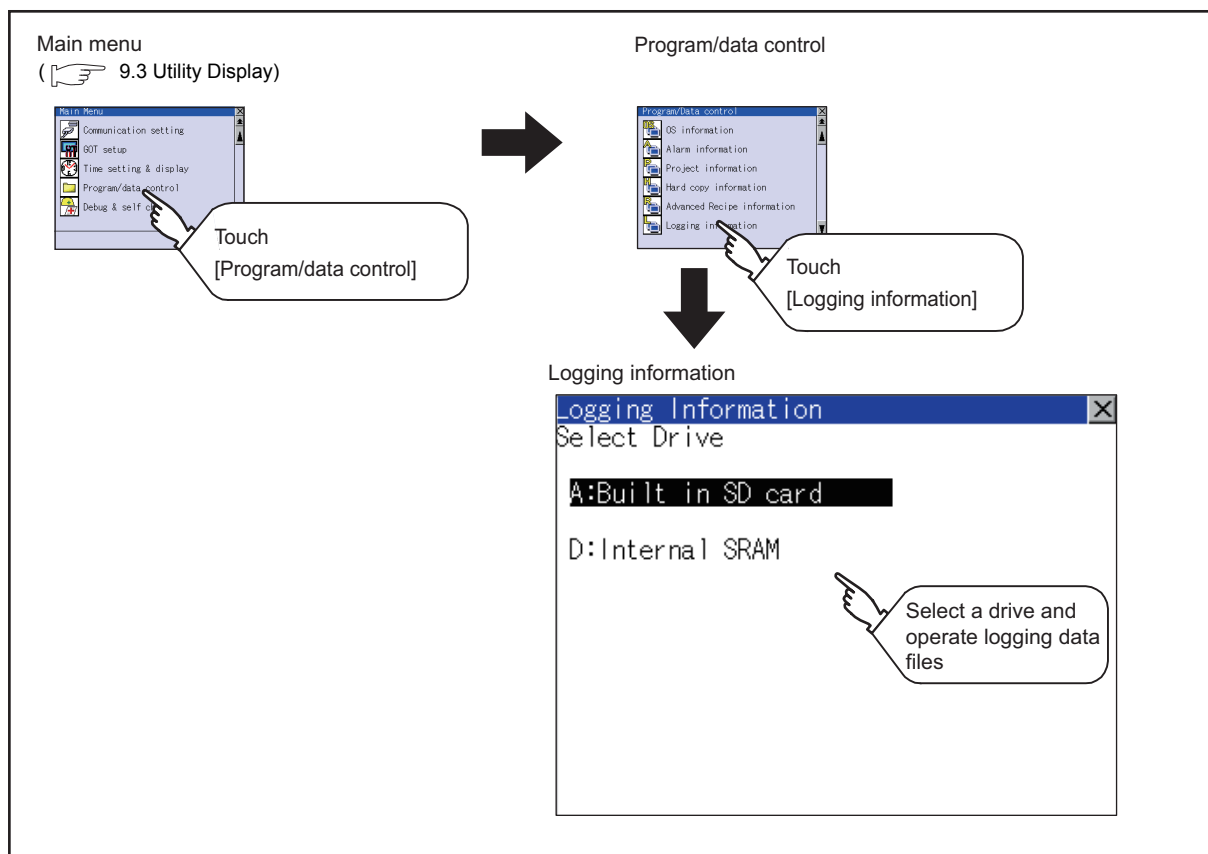 Main menu
( 9.3 Utility Display)
Main Menu
Communication setting
GOT setup
Time setting & display
Program/data control
Debug & self
Touch
[Program/data control]
Program/data control
Program/Data control
OS information
Alarm information
Project information
Hard copy information
Advanced Recipe information
Logging information
Touch
[Logging information]
Logging information
Logging Information
Select Drive
A:Built in SD card
D:Internal SRAM
Select a drive and
operate logging data
files